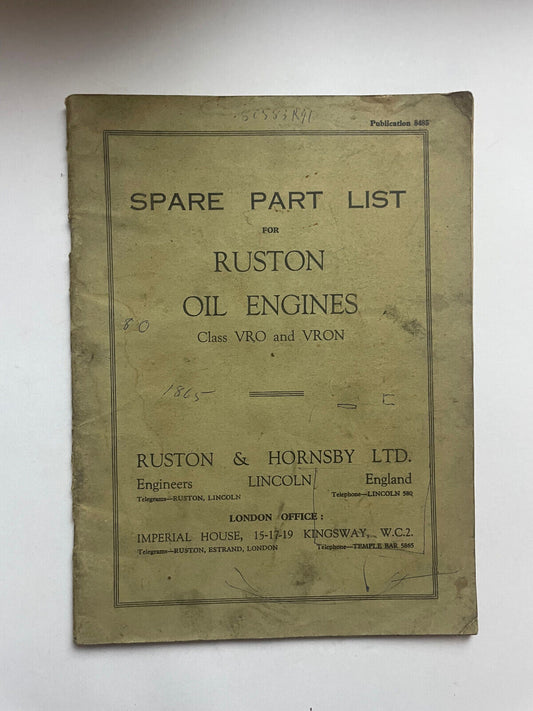 Publication 8485
SPARE PART LIST
FOR
RUSTON
OIL ENGINES
Class VRO and VRON
80
1865
RUSTON & HORNSBY LTD.
Engineers LINCOLN England
Telegrams—RUSTON, LINCOLN Telephone—LINCOLN 580
LONDON OFFICE:
IMPERIAL HOUSE, 15-17-19 KINGSWAY, W.C.2.
Telegrams—RUSTON, ESTRAND, LONDON Telephone—TEMPLE BAR 5865